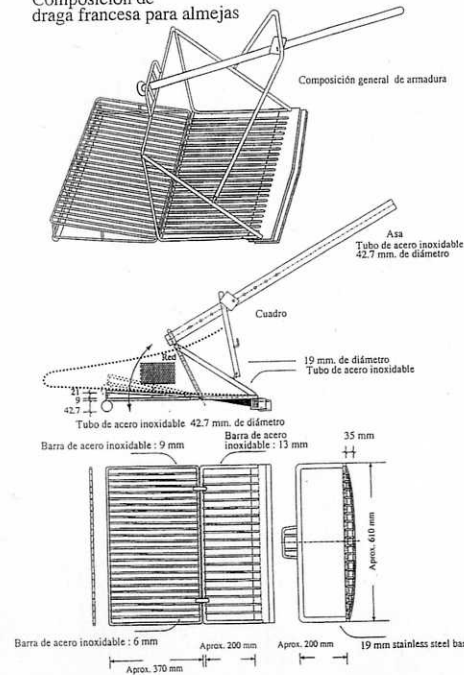 Composición de
draga francesa para almejas
Composición general de armadura
Asa
Tubo de acero inoxidable
42.7 mm. de diámetro
Cuadro
Red
19 mm. de diámetro
Tubo de acero inoxidable
21
9
42.7
Tubo de acero inoxidable 42.7 mm. de diámetro
Barra de acero inoxidable : 9 mm
Barra de acero
inoxidable : 13 mm
35 mm
Aprox. 610 mm
Barra de acero inoxidable : 6 mm
Aprox. 200 mm
Aprox. 200 mm
19 mm stainless steel bar
Aprox. 370 mm